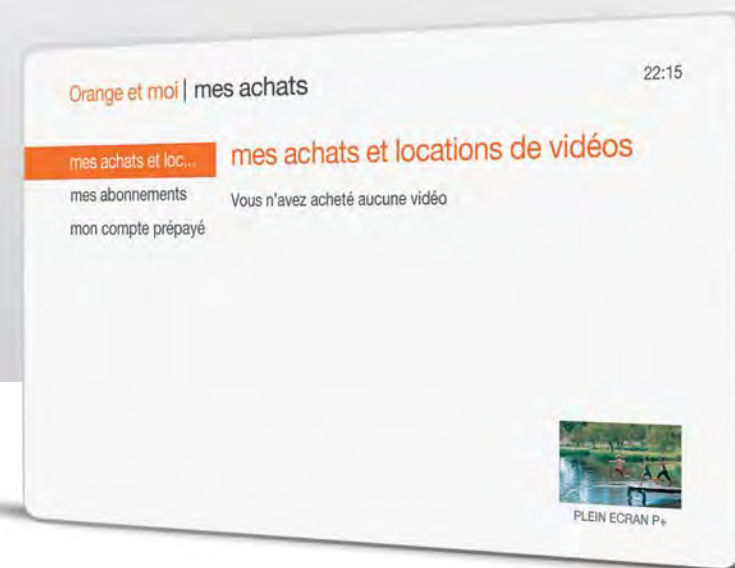 Orange et moi | mes achats
22:15
mes achats et loc...
mes abonnements
mon compte prépayé
mes achats et locations de vidéos
Vous n'avez acheté aucune vidéo
PLEIN ECRAN P+